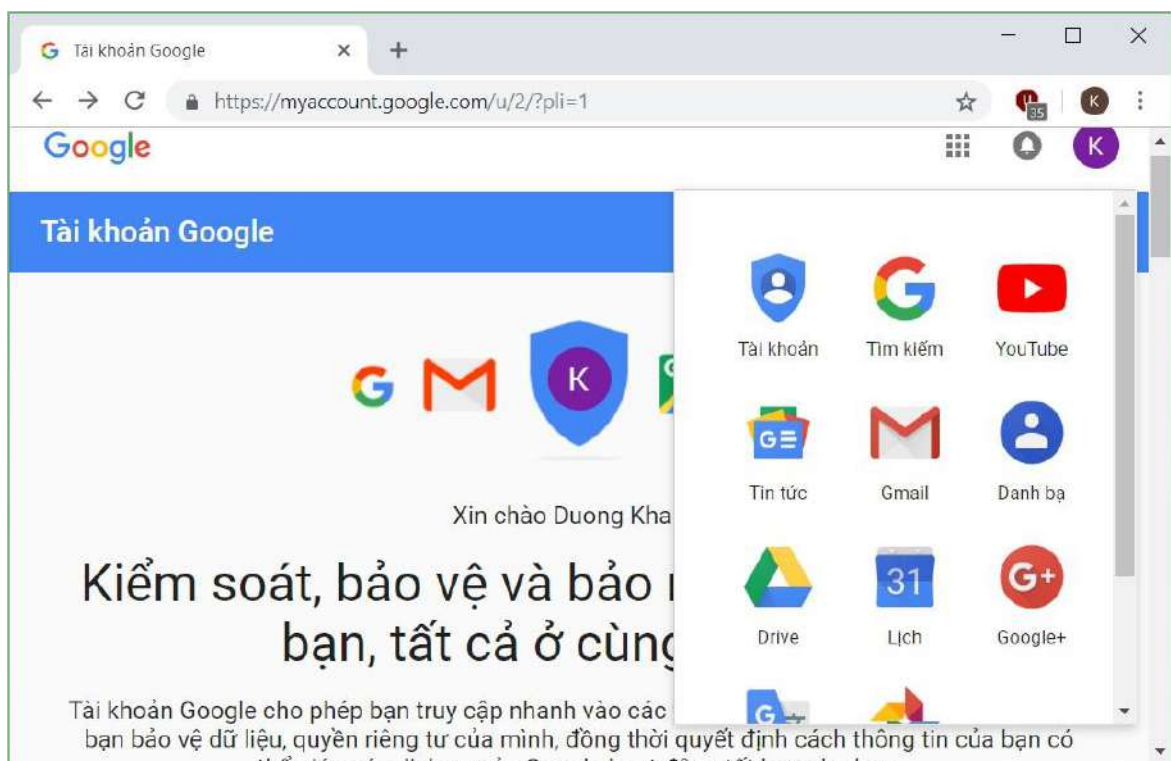 Tài khoản Google
https://myaccount.google.com/u/2/?pli=1
35
K
Google
K
Tài khoản Google
Tài khoản
Tìm kiếm
YouTube
G
M
K
Tin tức
Gmail
Danh bạ
Xin chào Duong Kha
Kiểm soát, bảo vệ và bảo
bạn, tất cả ở cùng
31
G+
Drive
Lịch
Google+
Tài khoản Google cho phép bạn truy cập nhanh vào các
bạn bảo vệ dữ liệu, quyền riêng tư của mình, đồng thời quyết định cách thông tin của bạn có